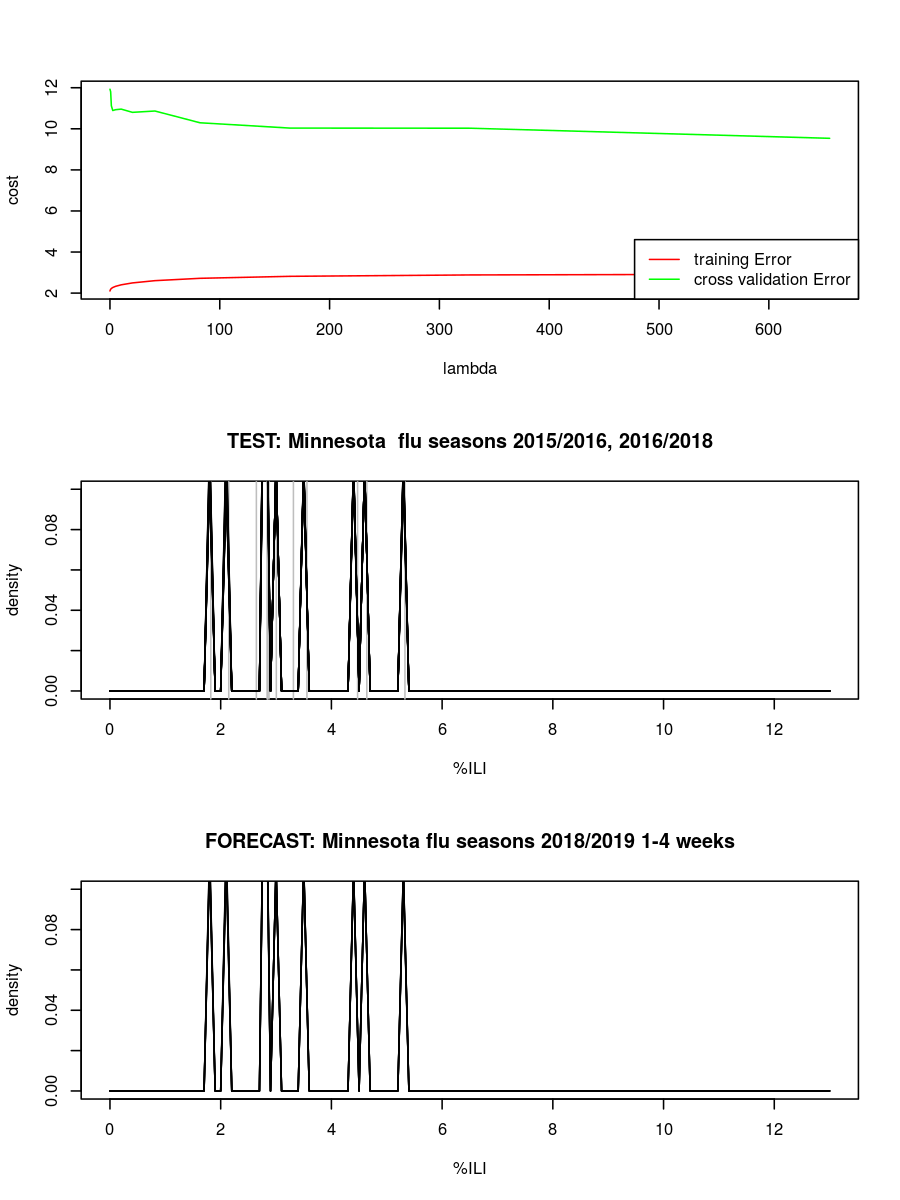 12
10
8
6
4
2
cost
training Error
cross validation Error
0 100 200 300 400 500 600
lambda
TEST: Minnesota  flu seasons 2015/2016, 2016/2018
0.08
0.04
0.00
density
0 2 4 6 8 10 12
%ILI
FORECAST: Minnesota flu seasons 2018/2019 1-4 weeks
0.08
0.04
0.00
density
0 2 4 6 8 10 12
%ILI